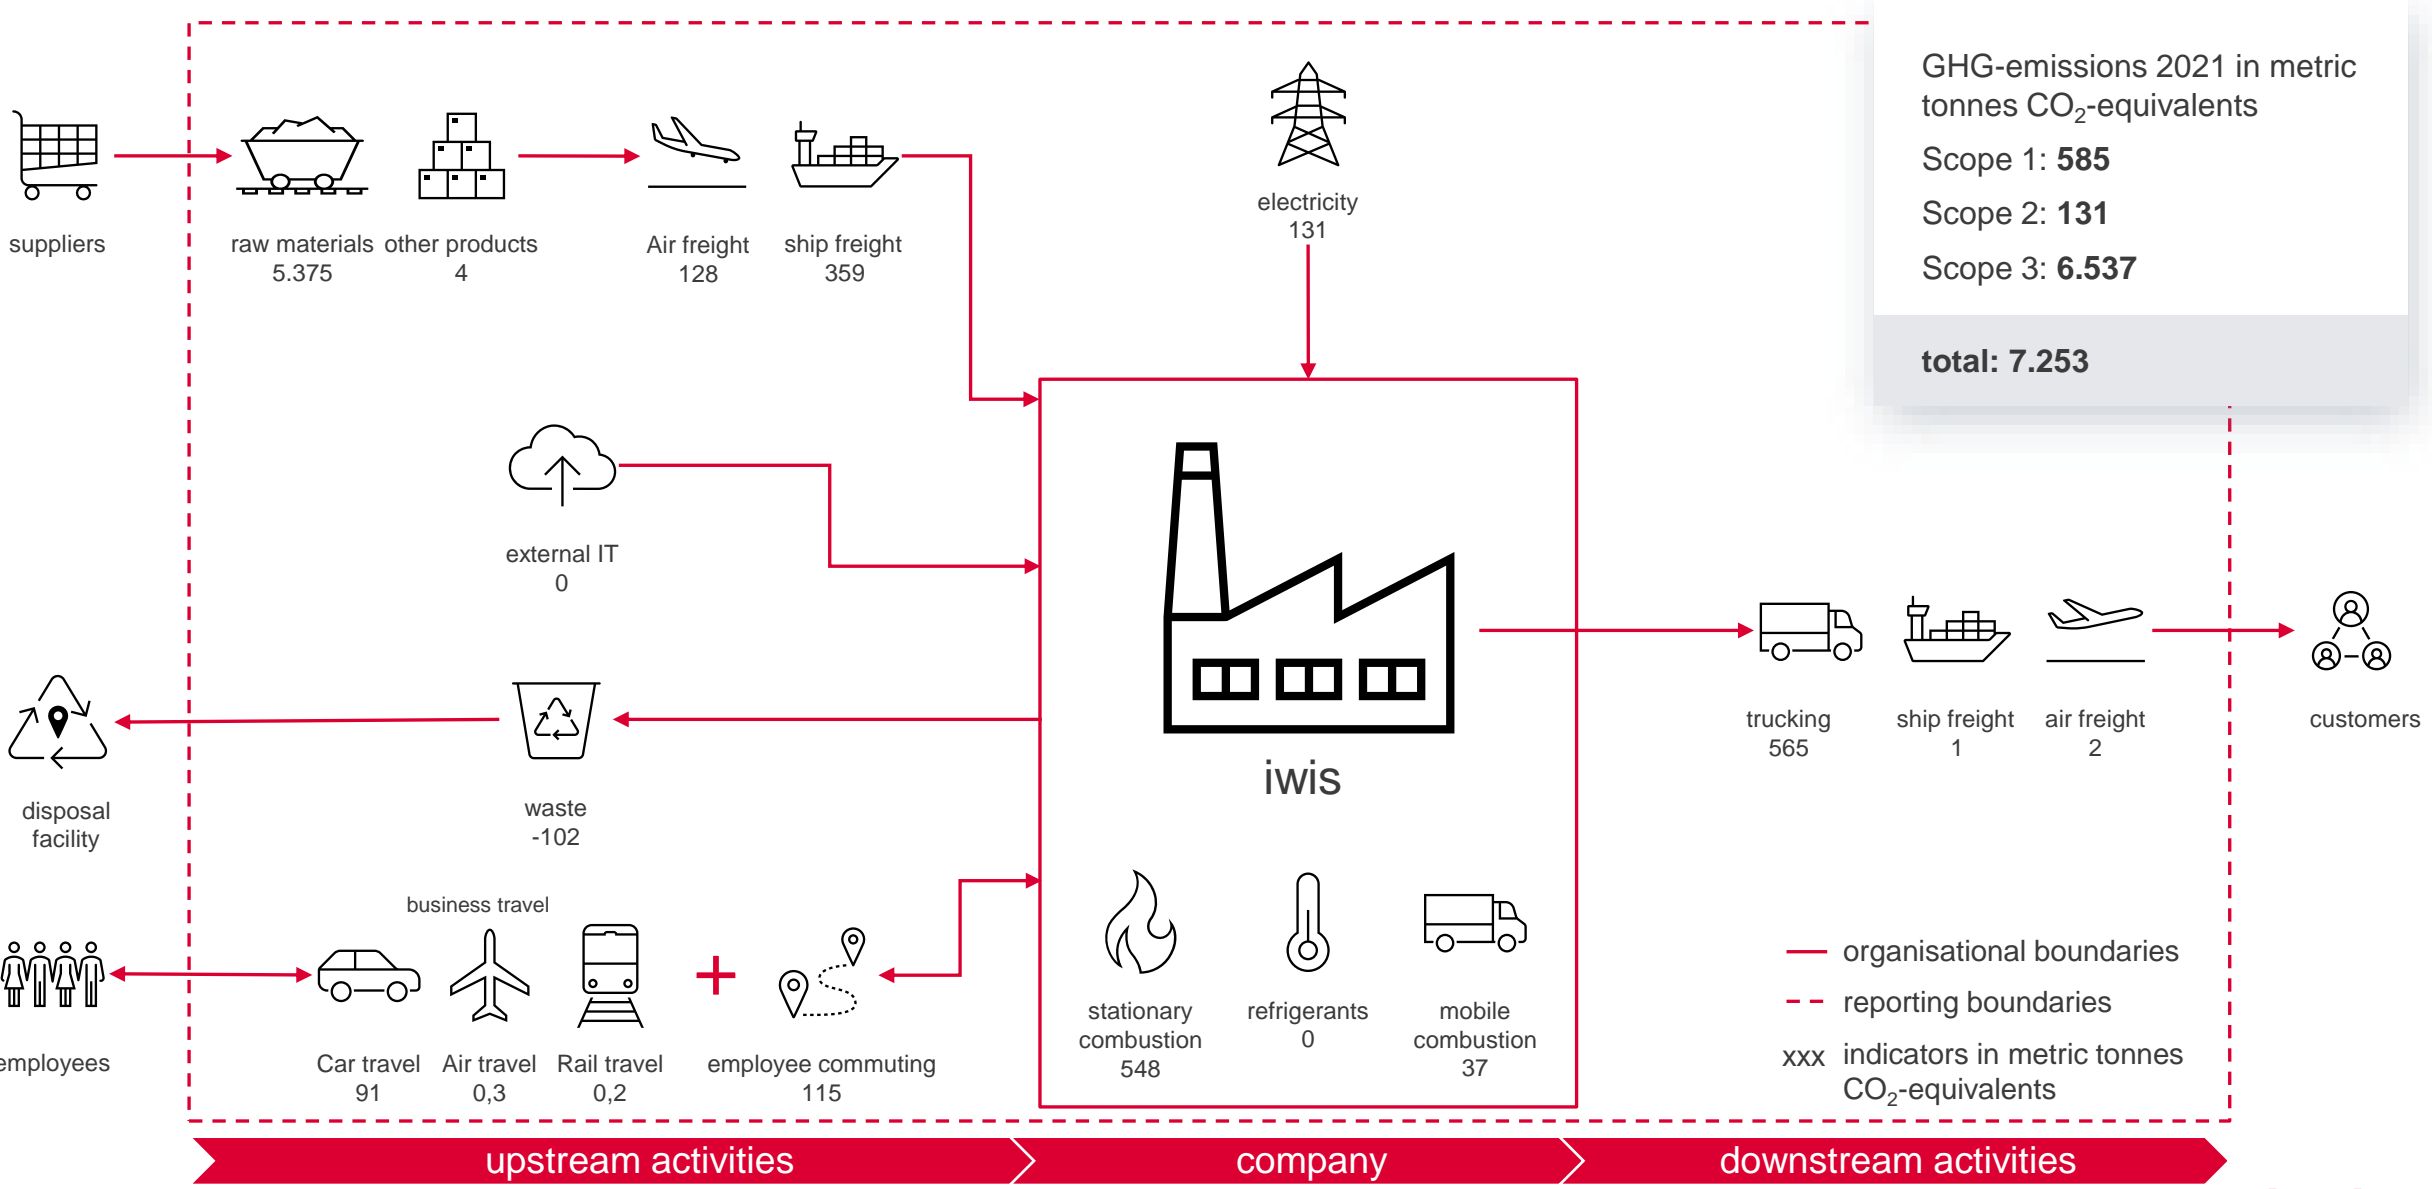 GHG-emissions 2021 in metric
tonnes CO₂-equivalents
Scope 1: 585
Scope 2: 131
Scope 3: 6.537
total: 7.253
suppliers
raw materials
5.375
other products
4
Air freight
128
ship freight
359
electricity
131
external IT
0
disposal
facility
waste
-102
iwis
trucking
565
ship freight
1
air freight
2
customers
business travel
employees
Car travel
91
Air travel
0,3
Rail travel
0,2
+
employee commuting
115
stationary
combustion
548
refrigerants
0
mobile
combustion
37
organisational boundaries
reporting boundaries
xxx indicators in metric tonnes
CO₂-equivalents
upstream activities
company
downstream activities